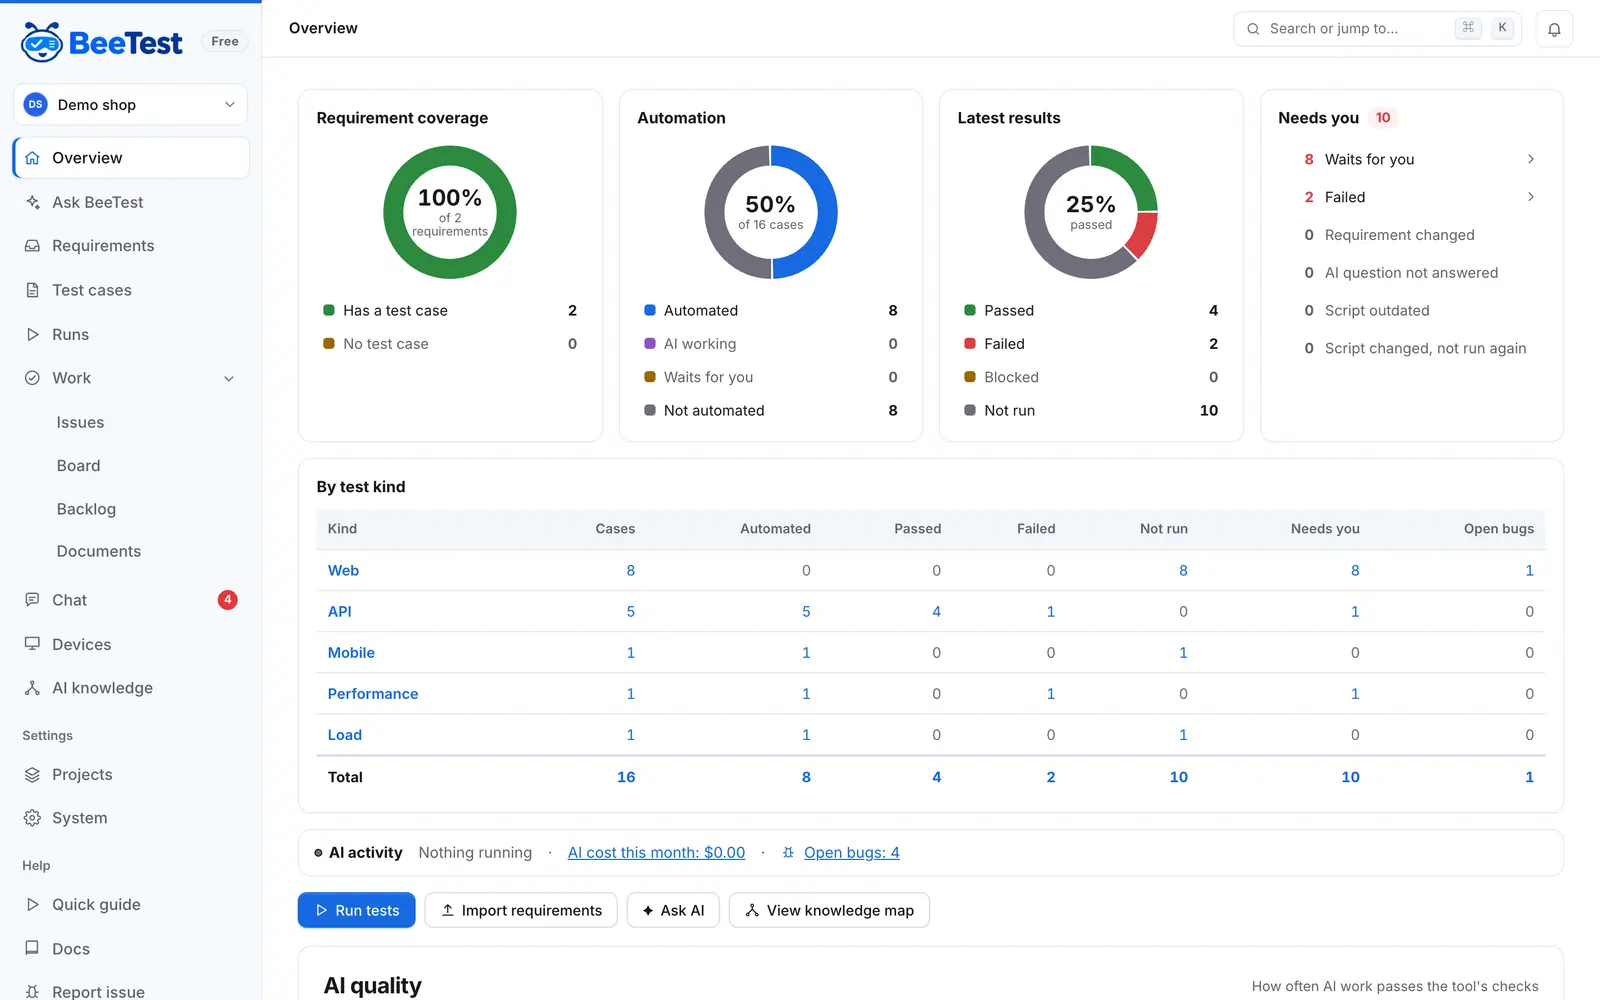 BeeTest
Free
DS Demo shop
Overview
Ask BeeTest
Requirements
Test cases
Runs
Work
Issues
Board
Backlog
Documents
Chat 4
Devices
AI knowledge
Settings
Projects
System
Help
Quick guide
Docs
Report issue
Overview
Search or jump to... ⌘ K
Requirement coverage
100%
of 2
requirements
Has a test case 2
No test case 0
Automation
50%
of 16 cases
Automated 8
AI working 0
Waits for you 0
Not automated 8
Latest results
25%
passed
Passed 4
Failed 2
Blocked 0
Not run 10
Needs you 10
8 Waits for you
2 Failed
0 Requirement changed
0 AI question not answered
0 Script outdated
0 Script changed, not run again
By test kind
Kind Cases Automated Passed Failed Not run Needs you Open bugs
Web 8 0 0 0 8 8 1
API 5 5 4 1 0 1 0
Mobile 1 1 0 0 1 0 0
Performance 1 1 0 1 0 1 0
Load 1 1 0 0 1 0 0
Total 16 8 4 2 10 10 1
AI activity Nothing running · AI cost this month: $0.00 · Open bugs: 4
Run tests
Import requirements
Ask AI
View knowledge map
AI quality
How often AI work passes the tool's checks